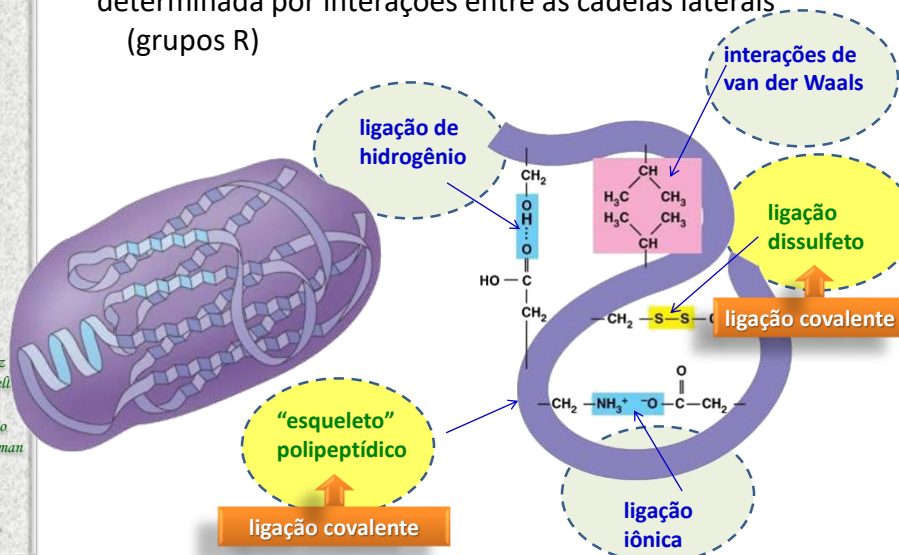 determinada por interações entre as cadeias laterais
(grupos R)
interações de
van der Waals
ligação de
hidrogênio
CH₂
O
H
O
HO – C
CH₂
CH
H₃C CH₃
H₃C CH₃
CH
ligação
dissulfeto
ligação covalente
–CH₂ –S–S–
O
–CH₂ –NH₃⁺ ⁻O–C–CH₂–
"esqueleto"
polipeptídico
ligação covalente
ligação
iônica
man